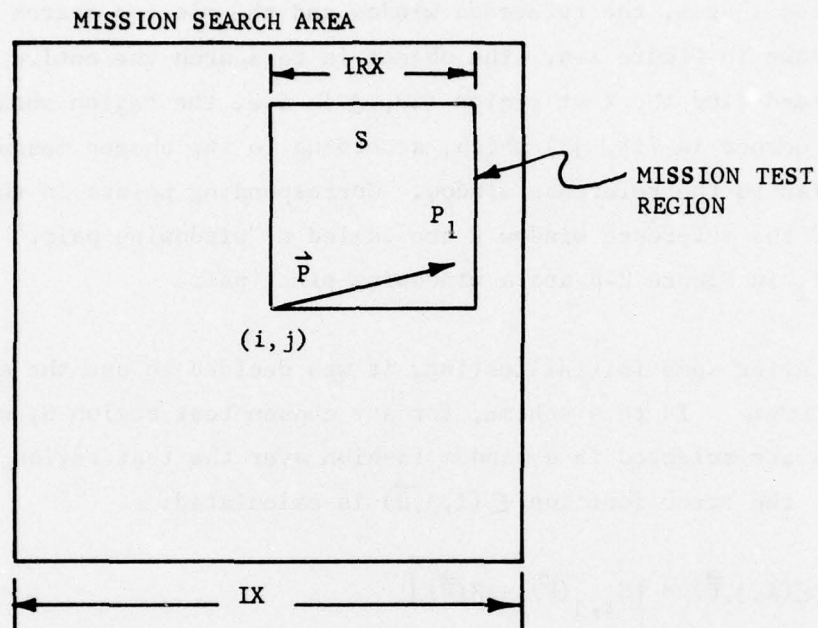 MISSION SEARCH AREA
IRX
S
MISSION TEST
REGION
P1
P
(i,j)
IX